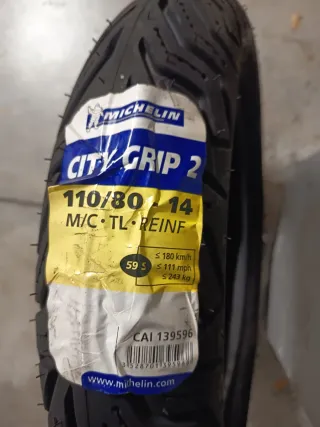 MICHELIN
CITY GRIP 2
110/80 - 14
M/C • TL • REINF
59 S
≤ 180 km/h
≤ 111 mph
≤ 243 kg
CAI 139596
www.michelin.com